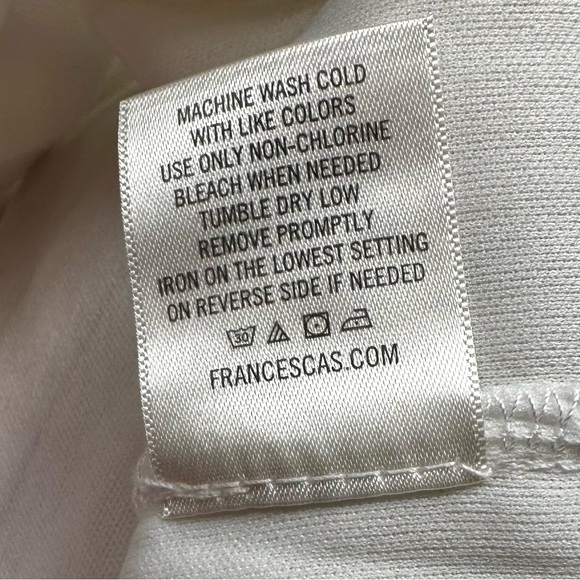 MACHINE WASH COLD
WITH LIKE COLORS
USE ONLY NON-CHLORINE
BLEACH WHEN NEEDED
TUMBLE DRY LOW
REMOVE PROMPTLY
IRON ON THE LOWEST SETTING
ON REVERSE SIDE IF NEEDED
30
FRANCESCAS.COM